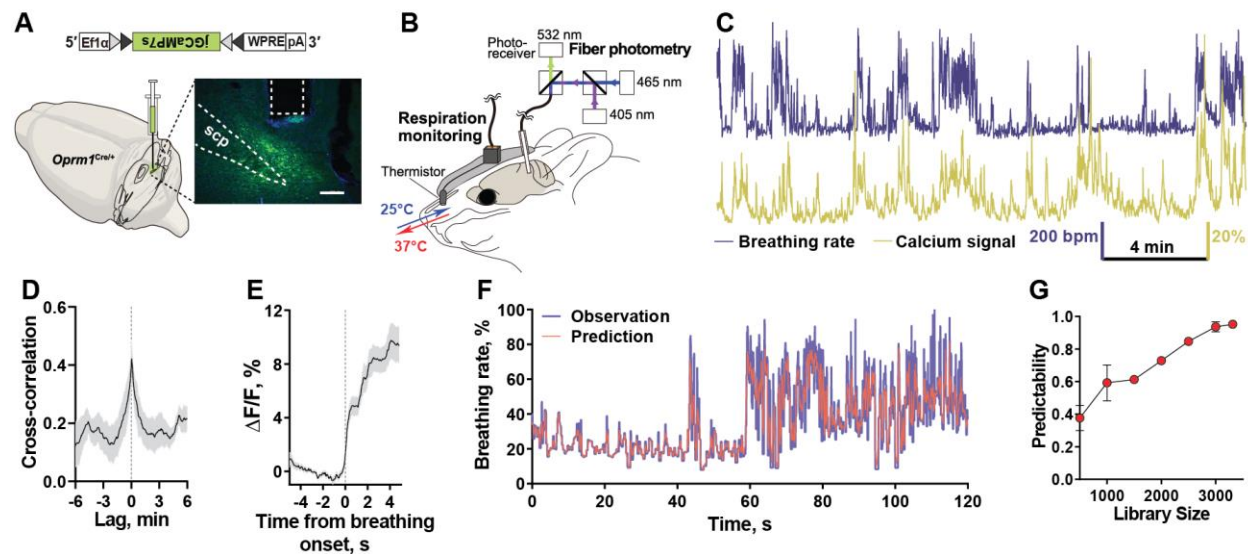 A
5′ Ef1α jGCaMP7s WPRE pA 3′
Oprm1Cre/+
scp
B
532 nm
Photo-
receiver
Fiber photometry
465 nm
405 nm
Respiration
monitoring
Thermistor
25°C
37°C
C
Breathing rate
Calcium signal
200 bpm
4 min
20%
D
Cross-correlation
0.6
0.4
0.2
0.0
-6 -3 0 3 6
Lag, min
E
ΔF/F, %
12
8
4
0
-4 -2 0 2 4
Time from breathing
onset, s
F
Observation
Prediction
Breathing rate, %
100
80
60
40
20
0
0 20 40 60 80 100 120
Time, s
G
Predictability
1.0
0.8
0.6
0.4
0.2
0.0
1000 2000 3000
Library Size